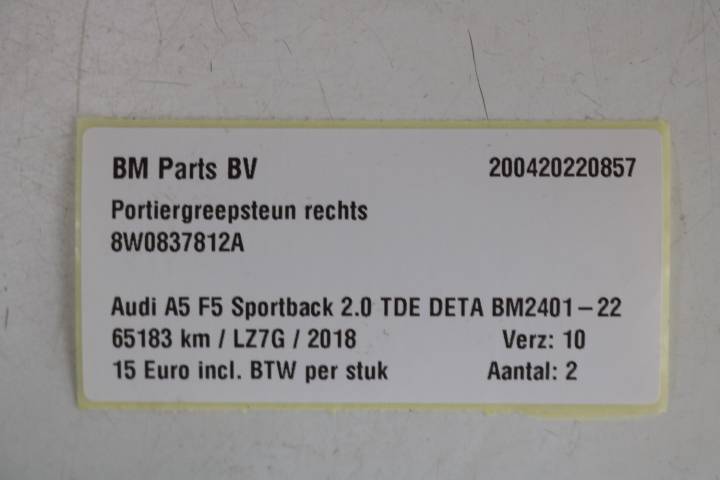 BM Parts BV 200420220857
Portiergreepsteun rechts
8W0837812A
Audi A5 F5 Sportback 2.0 TDE DETA BM2401-22
65183 km / LZ7G / 2018 Verz: 10
15 Euro incl. BTW per stuk Aantal: 2